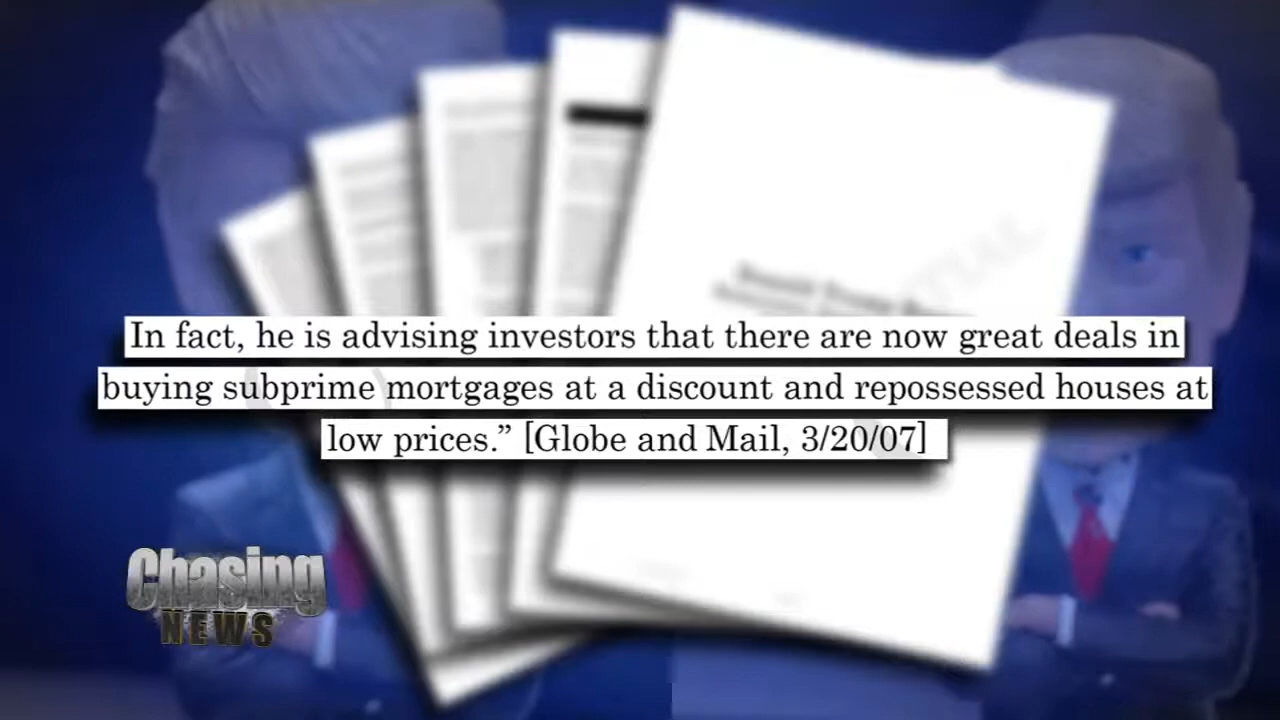 In fact, he is advising investors that there are now great deals in
buying subprime mortgages at a discount and repossessed houses at
low prices.” [Globe and Mail, 3/20/07]
Chasing
NEWS